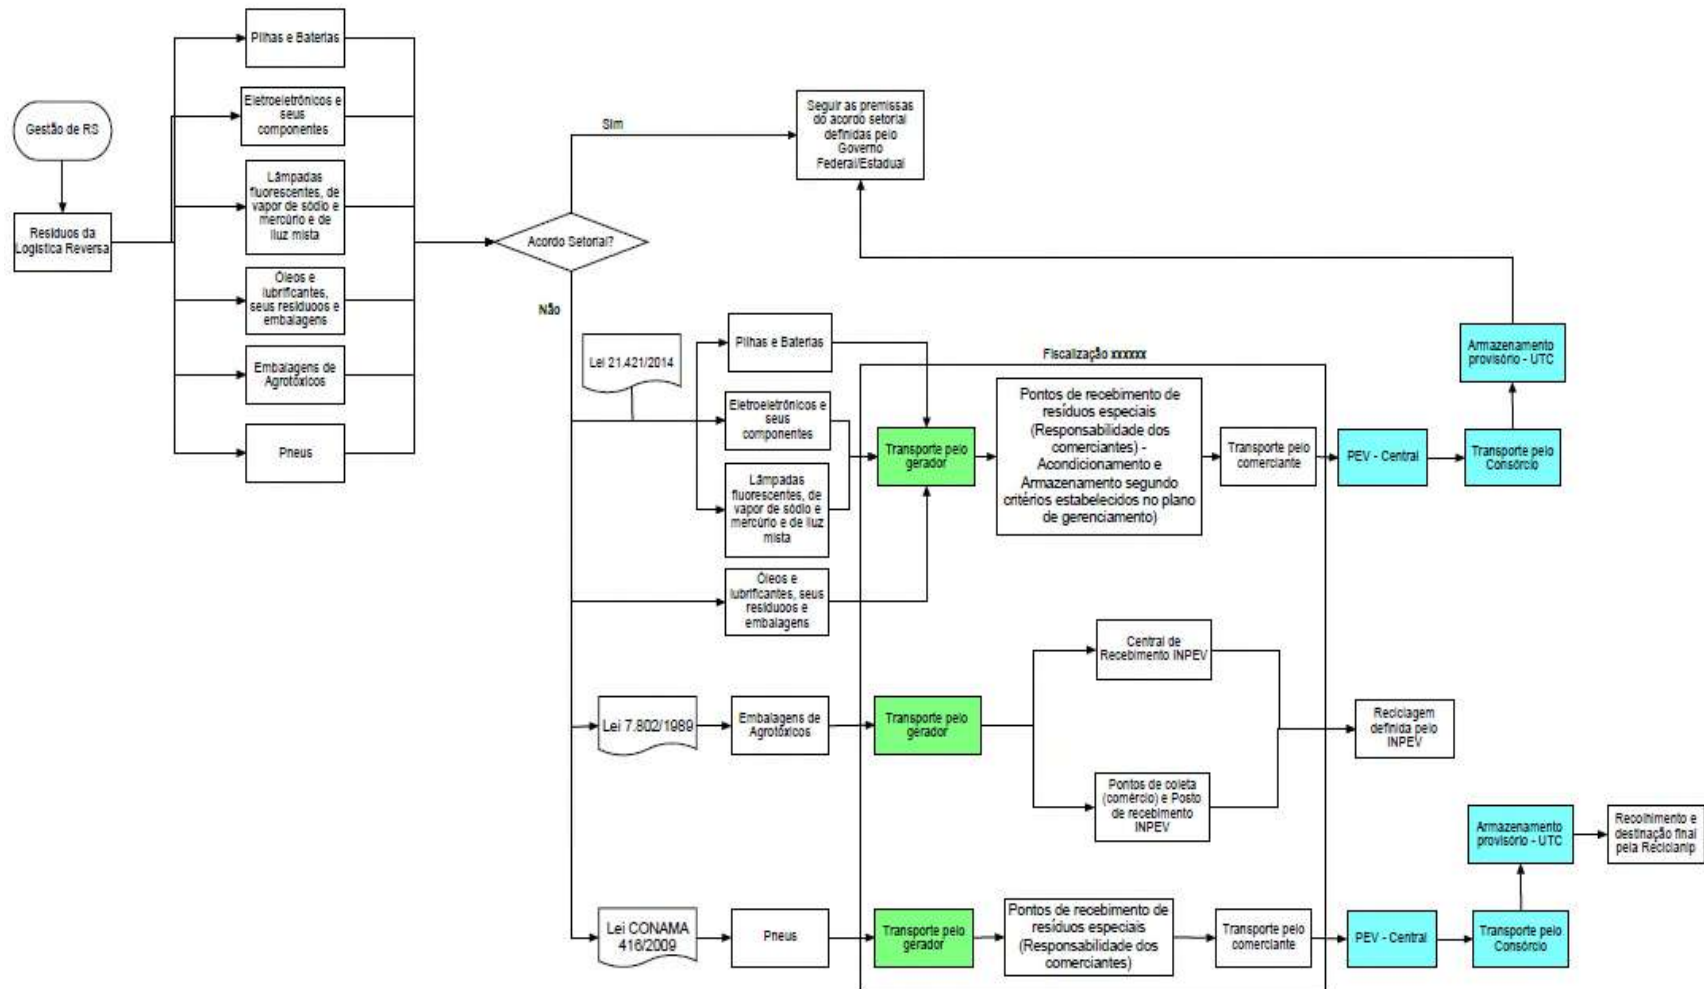 Gestão de RS
Resíduos da
Logística Reversa
Pilhas e Baterias
Eletroeletrônicos e
seus
componentes
Lâmpadas
fluorescentes, de
vapor de sódio e
mercúrio e de
lluz mista
Óleos e
lubrificantes,
seus residuoos e
embalagens
Embalagens de
Agrotóxicos
Pneus
Acordo Setorial?
Sim
Não
Seguir as premissas
do acordo setorial
definidas pelo
Governo
Federal/Estadual
Lei 21.421/2014
Pilhas e Baterias
Eletroeletrônicos e
seus
componentes
Lâmpadas
fluorescentes, de
vapor de sódio e
mercúrio e de lluz
mista
Óleos e
lubrificantes, seus
residuoos e
embalagens
Transporte pelo
gerador
Fiscalização xxxxxx
Pontos de recebimento de
resíduos especiais
(Responsabilidade dos
comerciantes) -
Acondicionamento e
Armazenamento segundo
critérios estabelecidos no plano
de gerenciamento)
Transporte pelo
comerciante
PEV - Central
Transporte pelo
Consórcio
Armazenamento
provisório - UTC
Lei 7.802/1989
Embalagens de
Agrotóxicos
Transporte pelo
gerador
Central de
Recebimento INPEV
Pontos de coleta
(comércio) e Posto
de recebimento
INPEV
Reciclagem
definida pelo
INPEV
Lei CONAMA
416/2009
Pneus
Transporte pelo
gerador
Pontos de recebimento de
resíduos especiais
(Responsabilidade dos
comerciantes)
Transporte pelo
comerciante
PEV - Central
Transporte pelo
Consórcio
Armazenamento
provisório - UTC
Recolhimento e
destinação final
pela Reciclanip